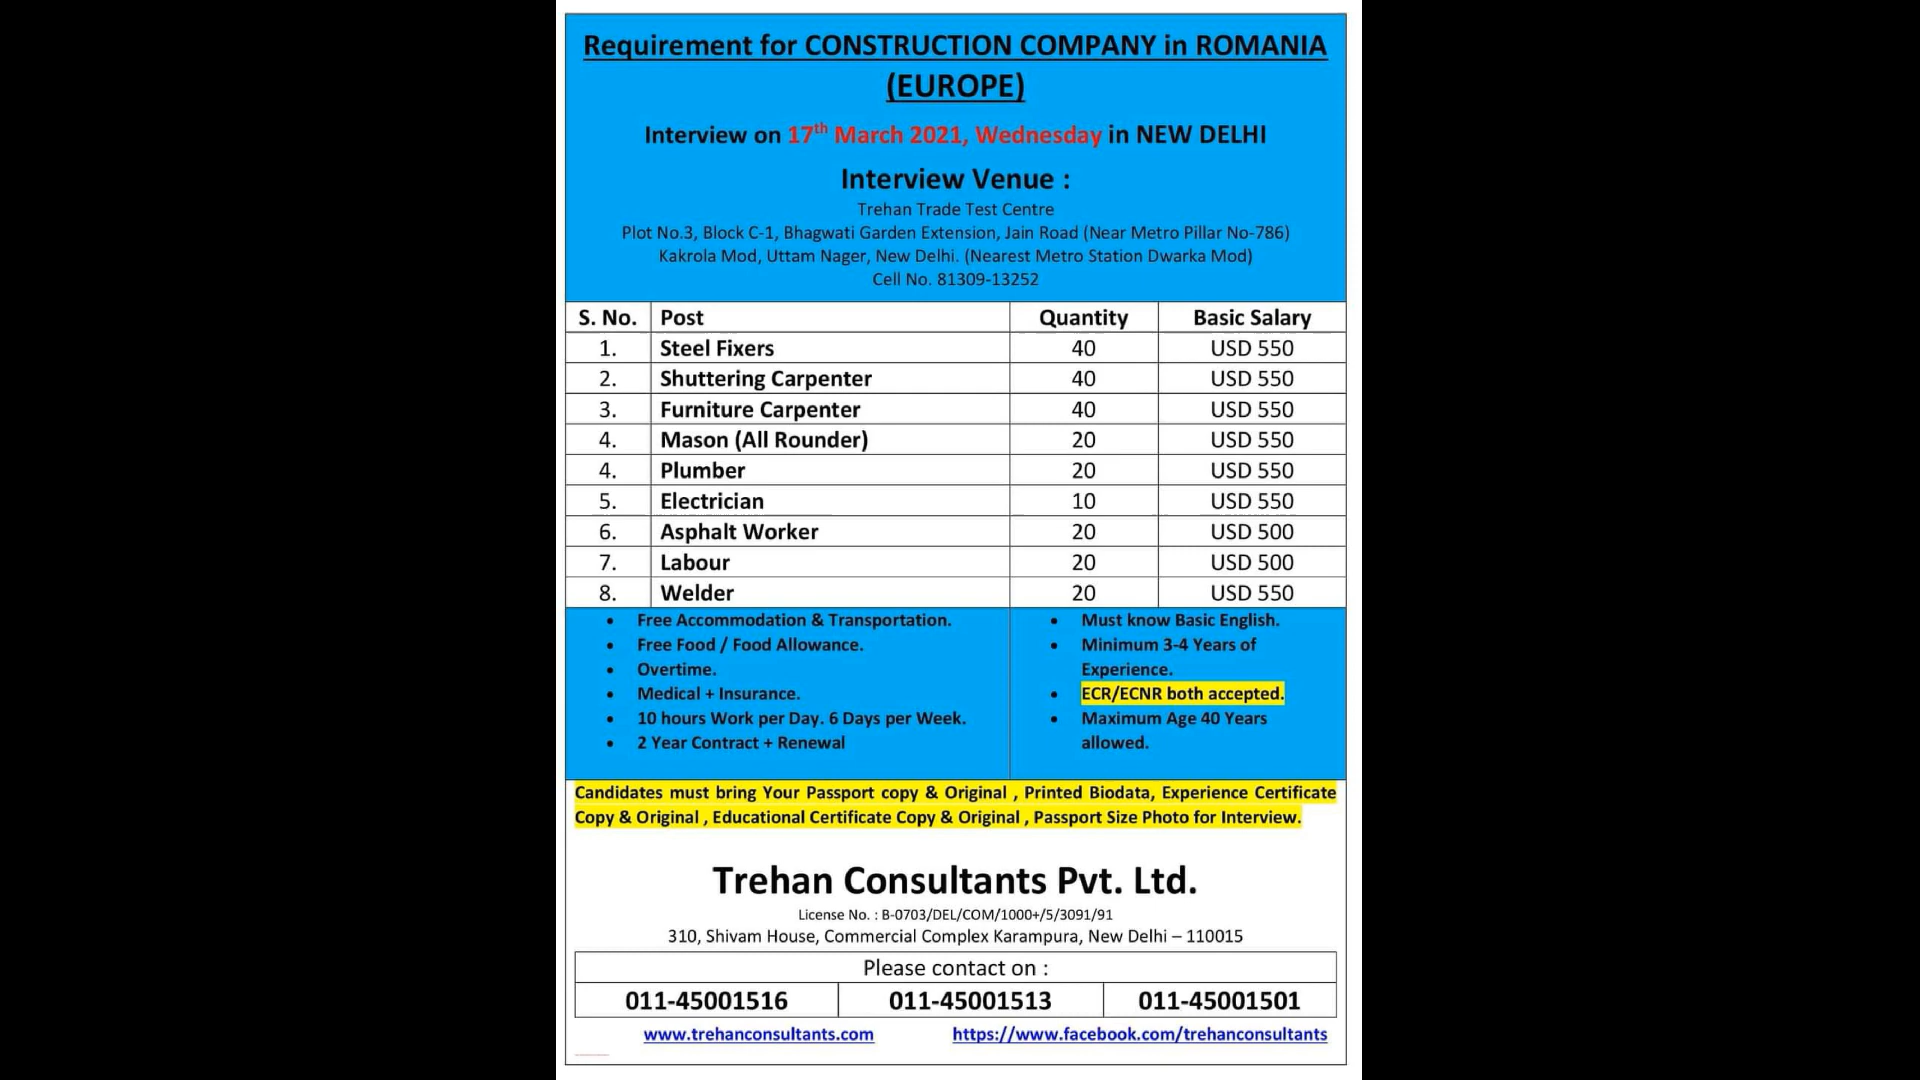 Requirement for CONSTRUCTION COMPANY in ROMANIA
(EUROPE)
Interview on 17th March 2021, Wednesday in NEW DELHI
Interview Venue :
Trehan Trade Test Centre
Plot No.3, Block C-1, Bhagwati Garden Extension, Jain Road (Near Metro Pillar No-786)
Kakrola Mod, Uttam Nager, New Delhi. (Nearest Metro Station Dwarka Mod)
Cell No. 81309-13252
S. No. Post Quantity Basic Salary
1. Steel Fixers 40 USD 550
2. Shuttering Carpenter 40 USD 550
3. Furniture Carpenter 40 USD 550
4. Mason (All Rounder) 20 USD 550
4. Plumber 20 USD 550
5. Electrician 10 USD 550
6. Asphalt Worker 20 USD 500
7. Labour 20 USD 500
8. Welder 20 USD 550
• Free Accommodation & Transportation.
• Free Food / Food Allowance.
• Overtime.
• Medical + Insurance.
• 10 hours Work per Day. 6 Days per Week.
• 2 Year Contract + Renewal
• Must know Basic English.
• Minimum 3-4 Years of
Experience.
• ECR/ECNR both accepted.
• Maximum Age 40 Years
allowed.
Candidates must bring Your Passport copy & Original , Printed Biodata, Experience Certificate
Copy & Original , Educational Certificate Copy & Original , Passport Size Photo for Interview.
Trehan Consultants Pvt. Ltd.
License No. : B-0703/DEL/COM/1000+/5/3091/91
310, Shivam House, Commercial Complex Karampura, New Delhi – 110015
Please contact on :
011-45001516 011-45001513 011-45001501
www.trehanconsultants.com https://www.facebook.com/trehanconsultants